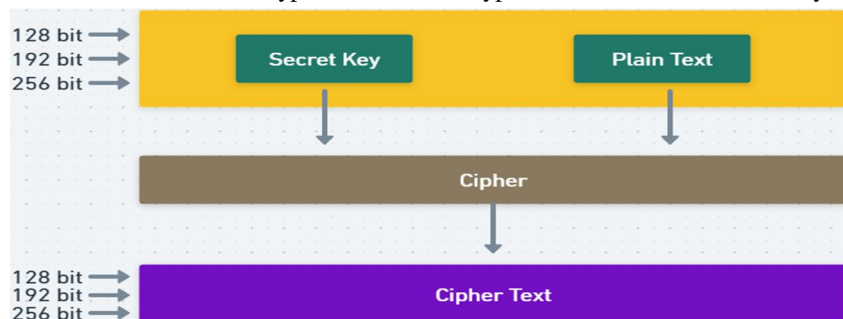 128 bit
192 bit
256 bit
Secret Key
Plain Text
Cipher
128 bit
192 bit
256 bit
Cipher Text